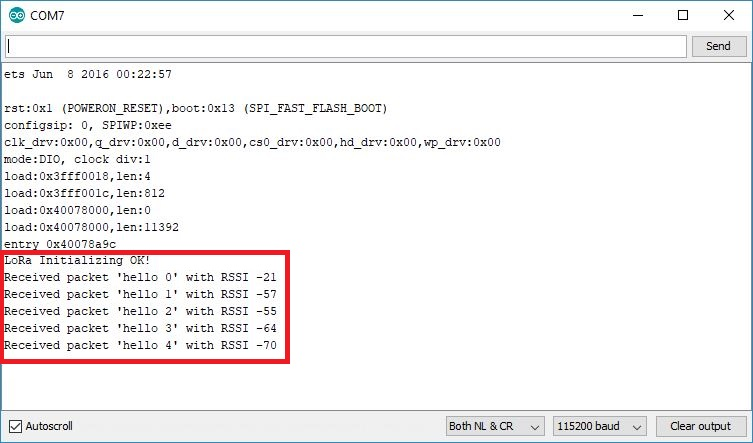 COM7
Send
ets Jun  8 2016 00:22:57
rst:0x1 (POWERON_RESET),boot:0x13 (SPI_FAST_FLASH_BOOT)
configsip: 0, SPIWP:0xee
clk_drv:0x00,q_drv:0x00,d_drv:0x00,cs0_drv:0x00,hd_drv:0x00,wp_drv:0x00
mode:DIO, clock div:1
load:0x3fff0018,len:4
load:0x3fff001c,len:812
load:0x40078000,len:0
load:0x40078000,len:11392
entry 0x40078a9c
LoRa Initializing OK!
Received packet 'hello 0' with RSSI -21
Received packet 'hello 1' with RSSI -57
Received packet 'hello 2' with RSSI -55
Received packet 'hello 3' with RSSI -64
Received packet 'hello 4' with RSSI -70
Autoscroll Both NL & CR 115200 baud Clear output